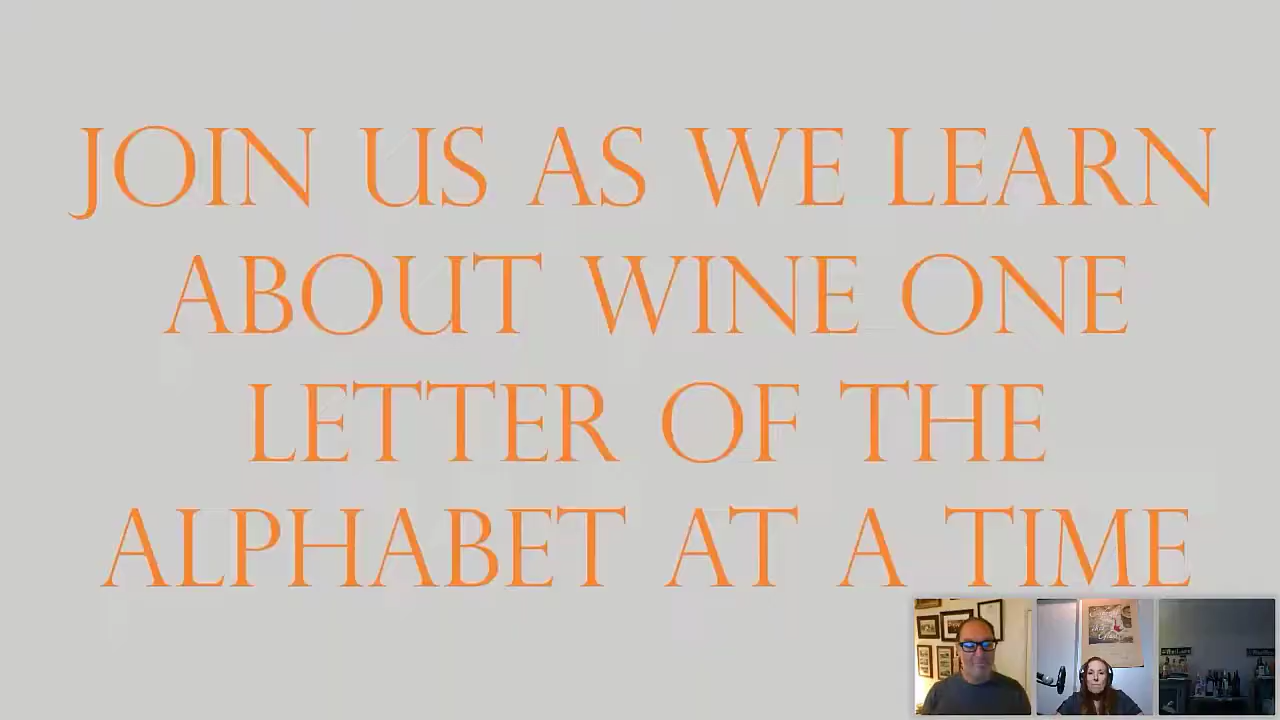 JOIN US AS WE LEARN
ABOUT WINE ONE
LETTER OF THE
ALPHABET AT A TIME